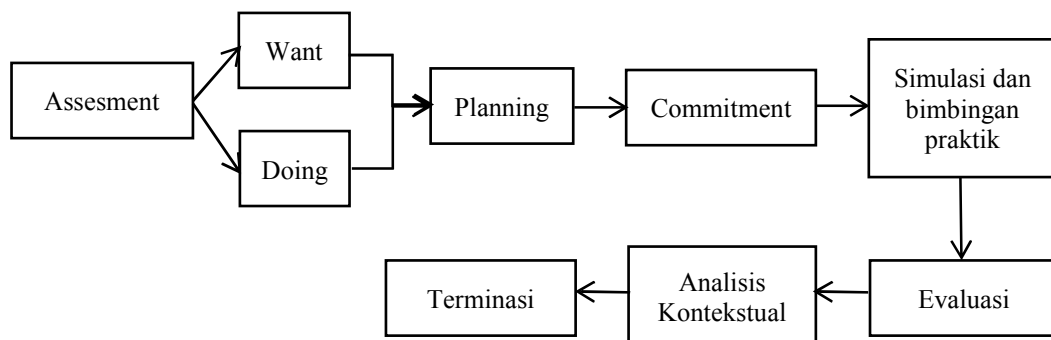 Want
Assesment
Doing
Planning
Commitment
Simulasi dan
bimbingan
praktik
Terminasi
Analisis
Kontekstual
Evaluasi